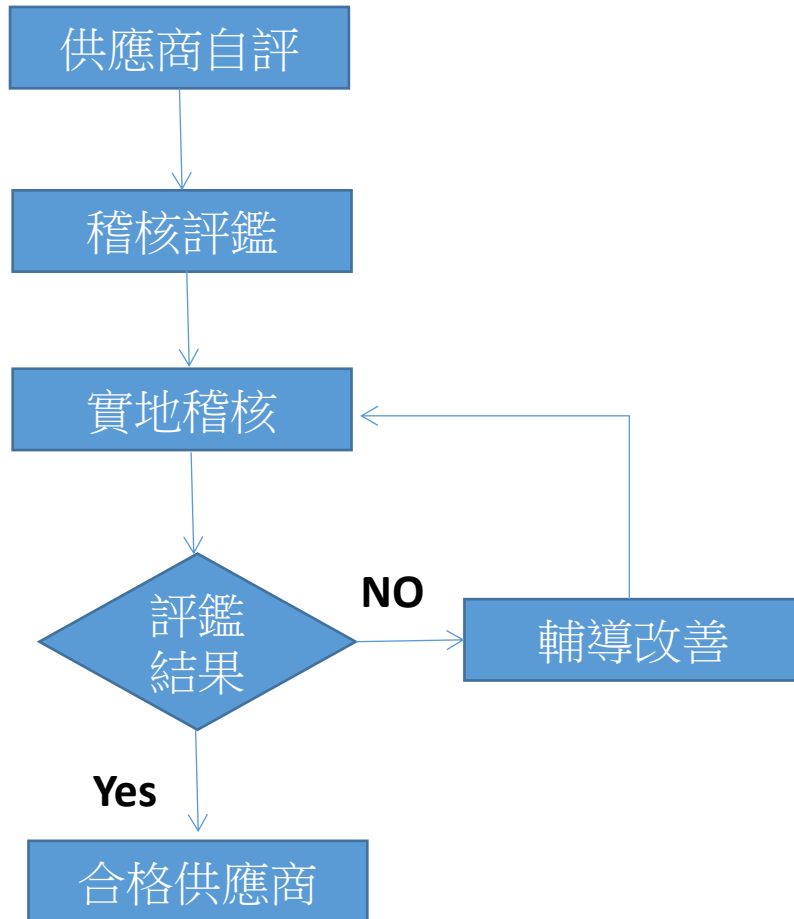 供應商自評
稽核評鑑
實地稽核
評鑑
結果
NO
輔導改善
Yes
合格供應商